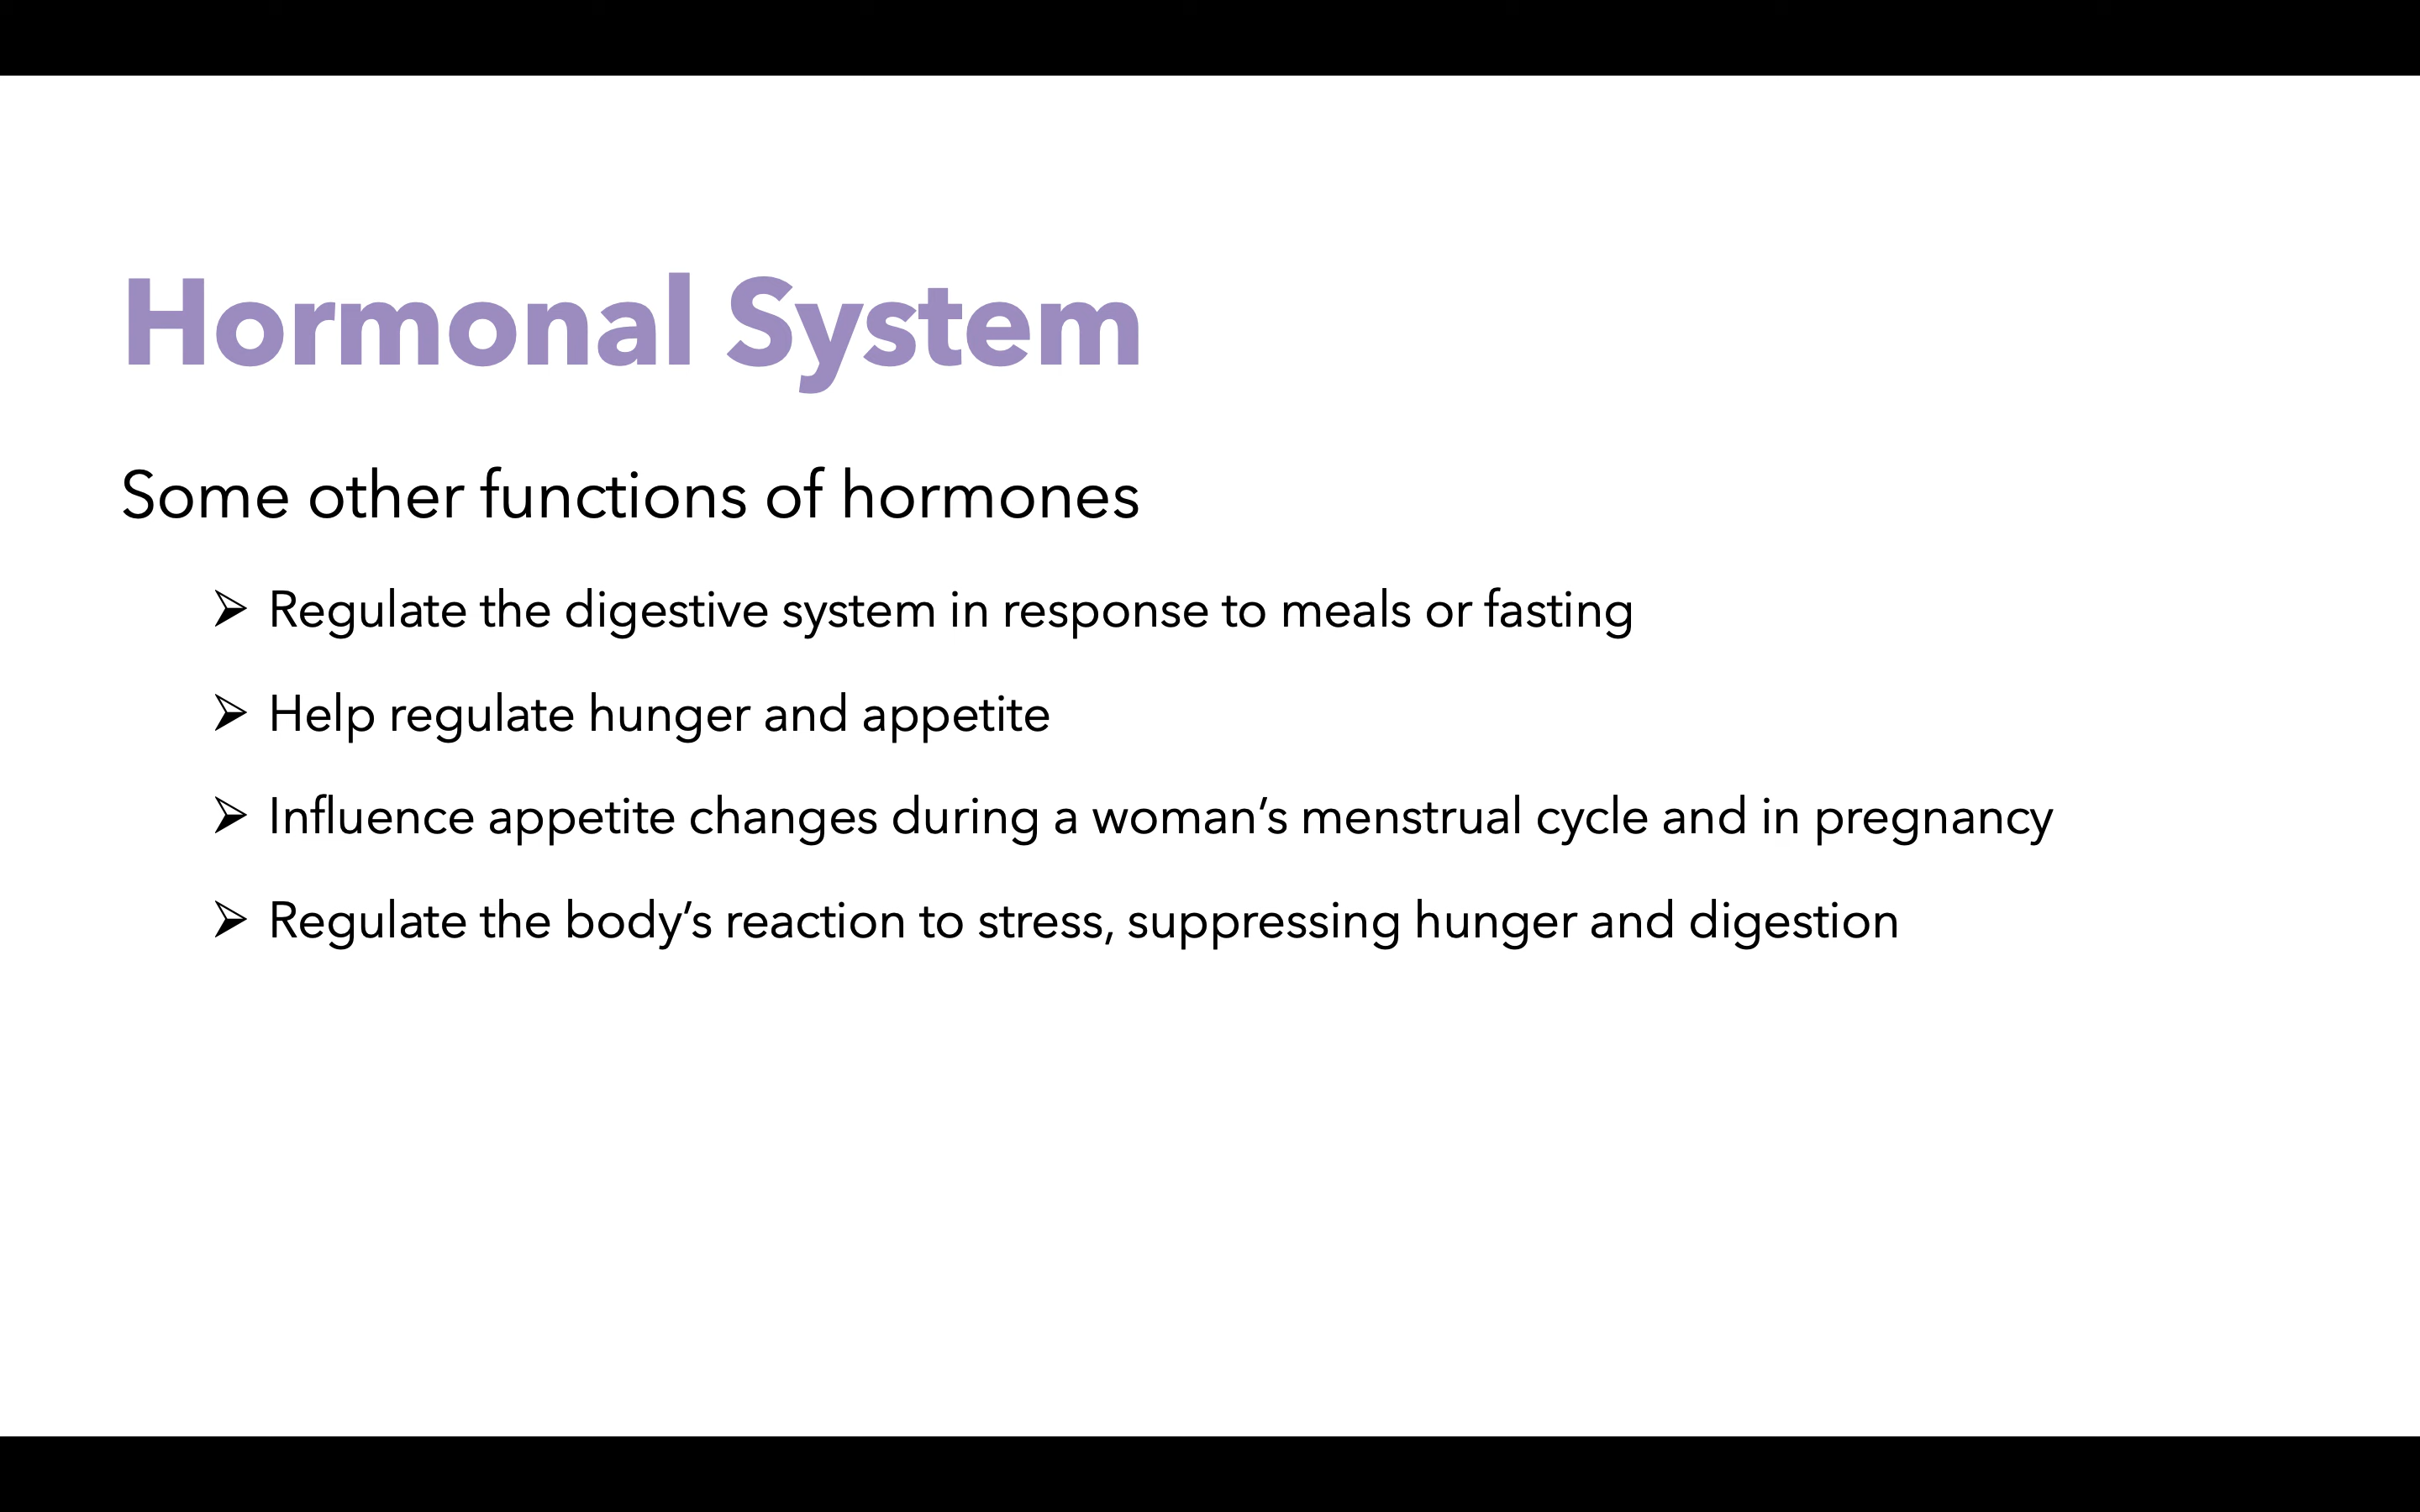 Hormonal System
Some other functions of hormones
➢ Regulate the digestive system in response to meals or fasting
➢ Help regulate hunger and appetite
➢ Influence appetite changes during a woman’s menstrual cycle and in pregnancy
➢ Regulate the body’s reaction to stress, suppressing hunger and digestion